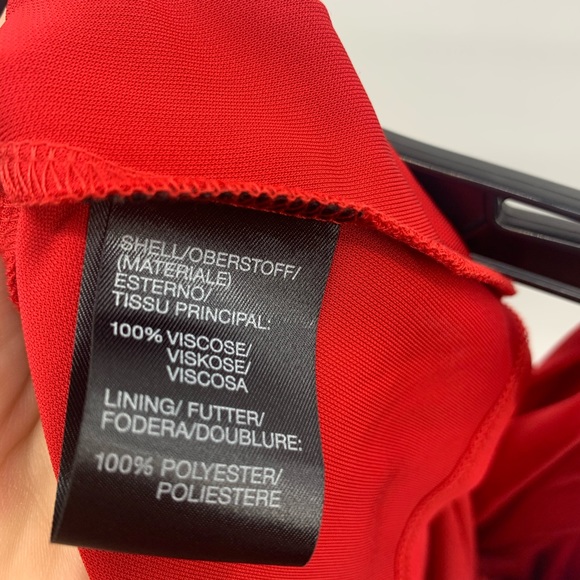 SHELL/OBERSTOFF/
(MATERIALE)
ESTERNO/
TISSU PRINCIPAL:
100% VISCOSE/
VISKOSE/
VISCOSA
LINING/ FUTTER/
FODERA/DOUBLURE:
100% POLYESTER/
POLIESTERE